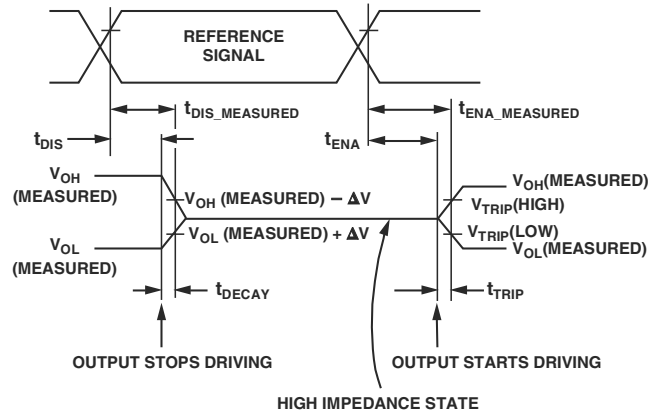 REFERENCE
SIGNAL
tDIS_MEASURED
tENA_MEASURED
tDIS
tENA
VOH
(MEASURED)
VOH (MEASURED) – ΔV
VOH(MEASURED)
VTRIP(HIGH)
VOL
(MEASURED)
VOL (MEASURED) + ΔV
VTRIP(LOW)
VOL(MEASURED)
tDECAY
tTRIP
OUTPUT STOPS DRIVING
OUTPUT STARTS DRIVING
HIGH IMPEDANCE STATE